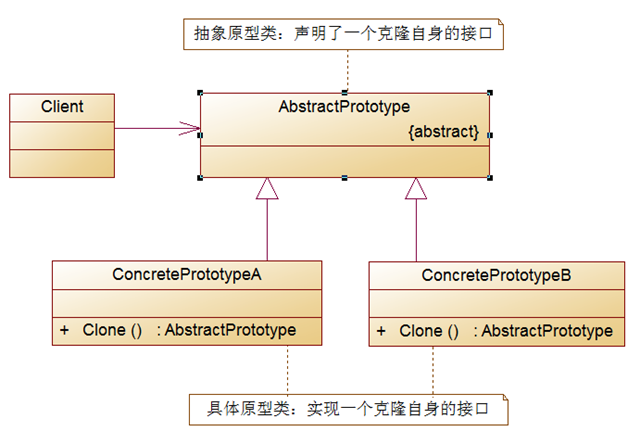 抽象原型类：声明了一个克隆自身的接口
Client
AbstractPrototype
{abstract}
ConcretePrototypeA
+ Clone () : AbstractPrototype
ConcretePrototypeB
+ Clone () : AbstractPrototype
具体原型类：实现一个克隆自身的接口